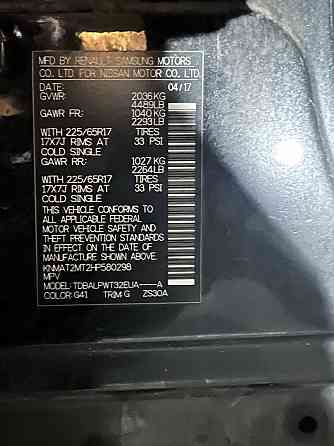 MFD BY RENAULT SAMSUNG MOTORS
CO. LTD. FOR NISSAN MOTOR CO. LTD.
DATE: 04/17
GVWR: 2036 KG
4489LB
GAWR FR: 1040 KG
2293LB
WITH 225/65R17 TIRES
17X7J RIMS AT 33 PSI
COLD SINGLE
GAWR RR: 1027 KG
2264LB
WITH 225/65R17 TIRES
17X7J RIMS AT 33 PSI
COLD SINGLE
THIS VEHICLE CONFORMS TO
ALL APPLICABLE FEDERAL
MOTOR VEHICLE SAFETY AND
THEFT PREVENTION STANDARDS
IN EFFECT ON THE DATE OF
MANUFACTURE SHOWN ABOVE.
KNMAT2MT2HP580298
MPV
MODEL: TDBALPWT32EUA----A
COLOR: G41 TRIM: G ZS30A